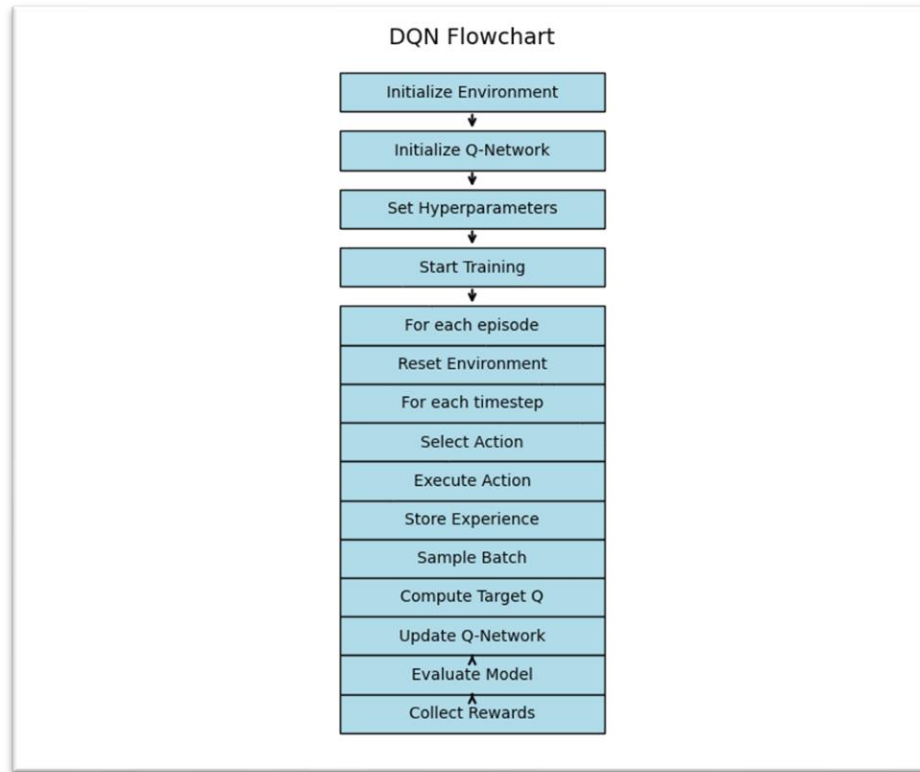 DQN Flowchart
Initialize Environment
Initialize Q-Network
Set Hyperparameters
Start Training
For each episode
Reset Environment
For each timestep
Select Action
Execute Action
Store Experience
Sample Batch
Compute Target Q
Update Q-Network
Evaluate Model
Collect Rewards